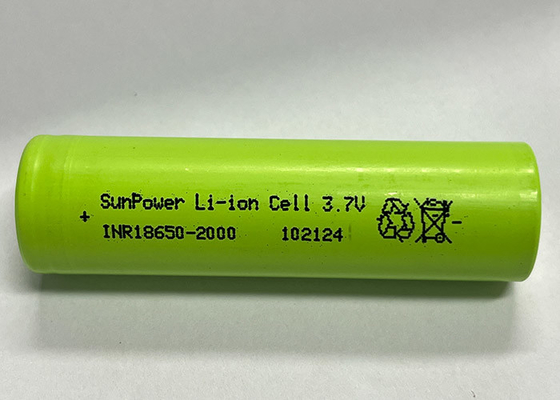 + SunPower Li-ion Cell 3.7V -
INR18650-2000 102124